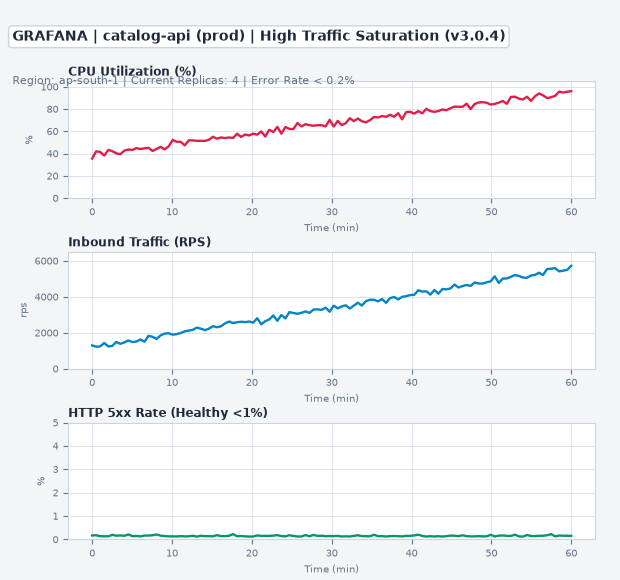 GRAFANA | catalog-api (prod) | High Traffic Saturation (v3.0.4)
CPU Utilization (%)
Region: ap-south-1 | Current Replicas: 4 | Error Rate < 0.2%
100
80
60
40
20
0
%
0 10 20 30 40 50 60
Time (min)
Inbound Traffic (RPS)
6000
4000
2000
0
rps
0 10 20 30 40 50 60
Time (min)
HTTP 5xx Rate (Healthy <1%)
5
4
3
2
1
0
%
0 10 20 30 40 50 60
Time (min)